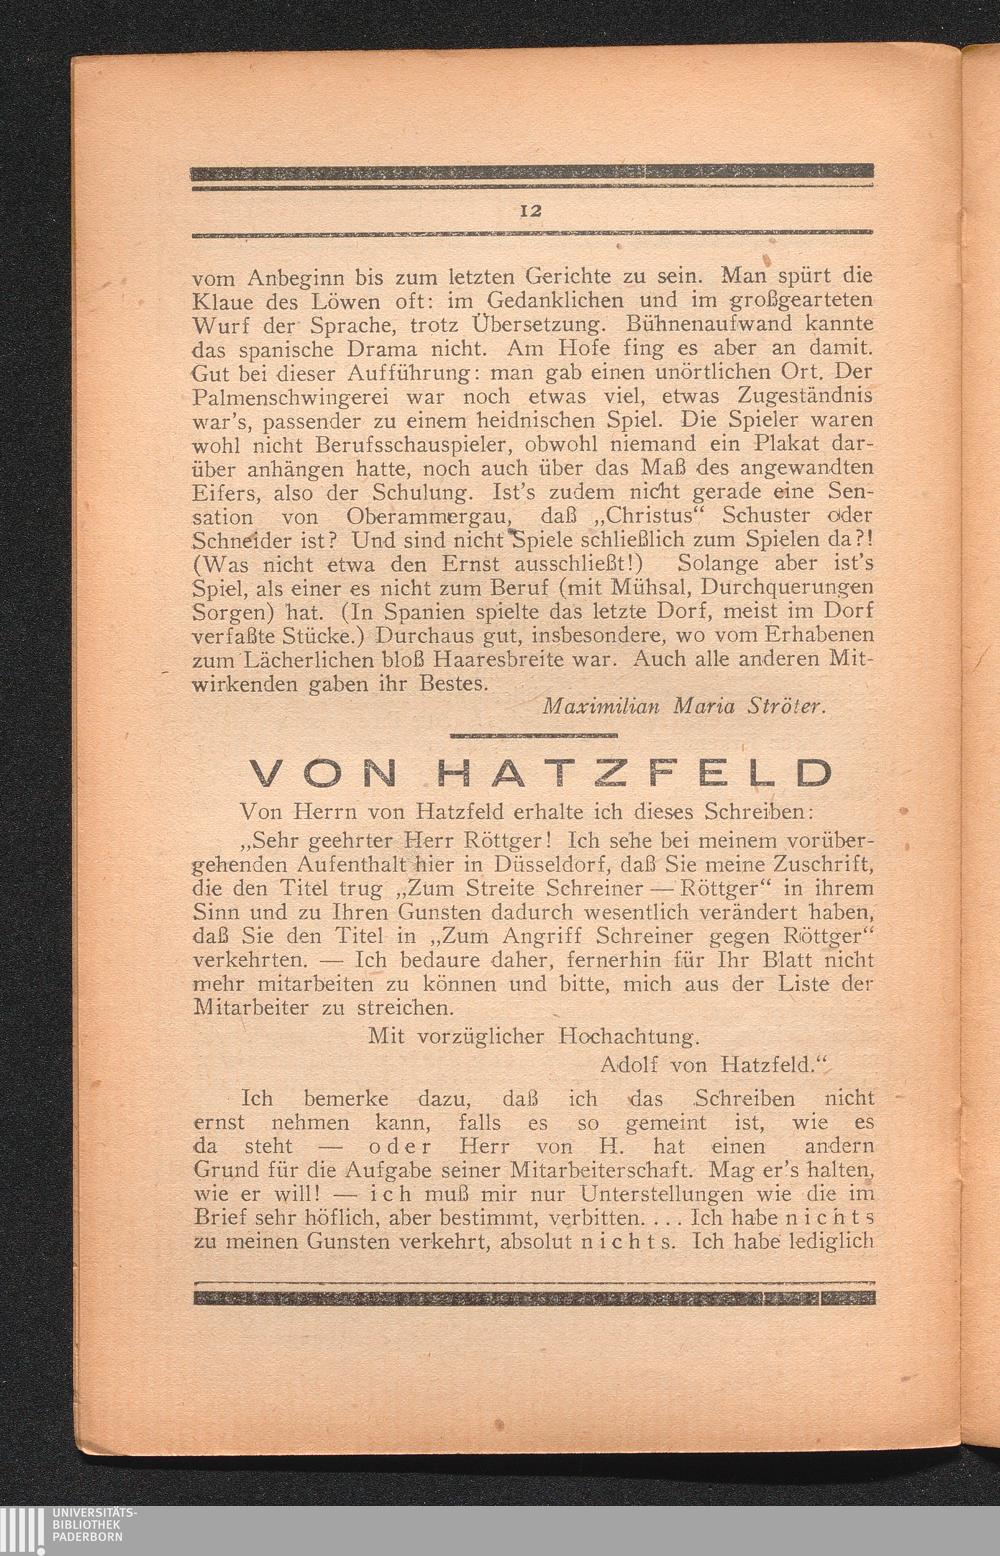 12
vom Anbeginn bis zum letzten Gerichte zu sein. Man spürt die
Klaue des Löwen oft: im Gedanklichen und im großgearteten
Wurf der Sprache, trotz Übersetzung. Bühnenaufwand kannte
das spanische Drama nicht. Am Hofe fing es aber an damit.
Gut bei dieser Aufführung: man gab einen unörtlichen Ort. Der
Palmenschwingerei war noch etwas viel, etwas Zugeständnis
war's, passender zu einem heidnischen Spiel. Die Spieler waren
wohl nicht Berufsschauspieler, obwohl niemand ein Plakat dar-
über anhängen hatte, noch auch über das Maß des angewandten
Eifers, also der Schulung. Ist's zudem nicht gerade eine Sen-
sation von Oberammergau, daß „Christus“ Schuster oder
Schneider ist? Und sind nicht Spiele schließlich zum Spielen da?!
(Was nicht etwa den Ernst ausschließt!) Solange aber ist's
Spiel, als einer es nicht zum Beruf (mit Mühsal, Durchquerungen
Sorgen) hat. (In Spanien spielte das letzte Dorf, meist im Dorf
verfaßte Stücke.) Durchaus gut, insbesondere, wo vom Erhabenen
zum Lächerlichen bloß Haaresbreite war. Auch alle anderen Mit-
wirkenden gaben ihr Bestes.
Maximilian Maria Ströter.
VON HATZFELD
Von Herrn von Hatzfeld erhalte ich dieses Schreiben:
„Sehr geehrter Herr Röttger! Ich sehe bei meinem vorüber-
gehenden Aufenthalt hier in Düsseldorf, daß Sie meine Zuschrift,
die den Titel trug „Zum Streite Schreiner — Röttger“ in ihrem
Sinn und zu Ihren Gunsten dadurch wesentlich verändert haben,
daß Sie den Titel in „Zum Angriff Schreiner gegen Röttger“
verkehrten. — Ich bedaure daher, fernerhin für Ihr Blatt nicht
mehr mitarbeiten zu können und bitte, mich aus der Liste der
Mitarbeiter zu streichen.
Mit vorzüglicher Hochachtung.
Adolf von Hatzfeld.“
Ich bemerke dazu, daß ich das Schreiben nicht
ernst nehmen kann, falls es so gemeint ist, wie es
da steht — oder Herr von H. hat einen andern
Grund für die Aufgabe seiner Mitarbeiterschaft. Mag er's halten,
wie er will! — ich muß mir nur Unterstellungen wie die im
Brief sehr höflich, aber bestimmt, verbitten. . . . Ich habe nichts
zu meinen Gunsten verkehrt, absolut nichts. Ich habe lediglich
UNIVERSITÄTS-
BIBLIOTHEK
PADERBORN